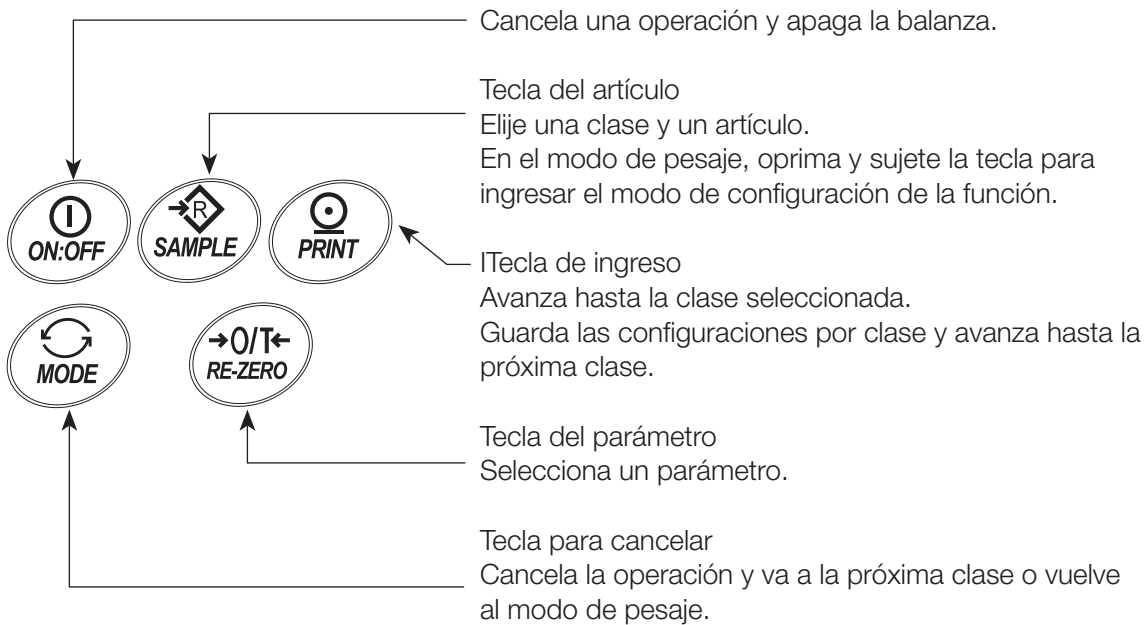 Cancela una operación y apaga la balanza.
Tecla del artículo
Elije una clase y un artículo.
En el modo de pesaje, oprima y sujete la tecla para
ingresar el modo de configuración de la función.
R
ON:OFF
SAMPLE
PRINT
ITecla de ingreso
Avanza hasta la clase seleccionada.
Guarda las configuraciones por clase y avanza hasta la
próxima clase.
MODE
→0/T←
RE-ZERO
Tecla del parámetro
Selecciona un parámetro.
Tecla para cancelar
Cancela la operación y va a la próxima clase o vuelve
al modo de pesaje.